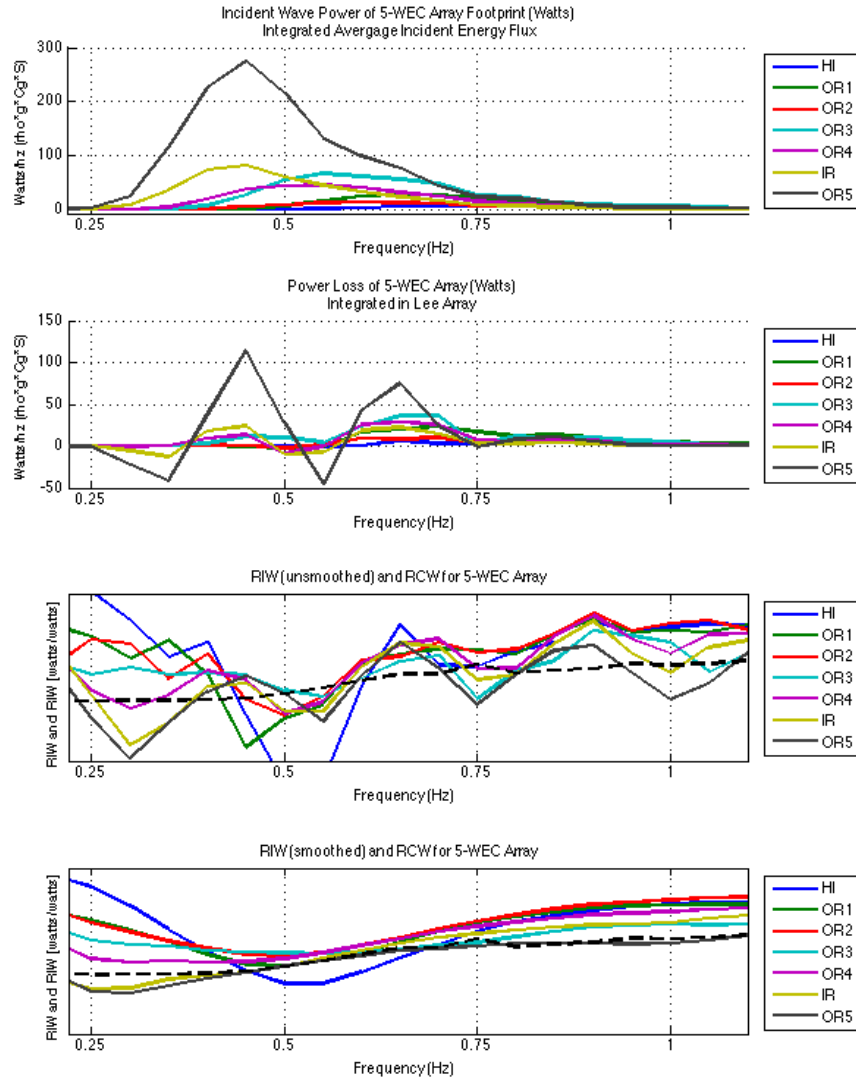 Incident Wave Power of 5-WEC Array Footprint (Watts)
Integrated Avergage Incident Energy Flux
300
200
100
0
Watts/hz (rho*g*Cg*S)
0.25 0.5 0.75 1
Frequency (Hz)
HI
OR1
OR2
OR3
OR4
IR
OR5
Power Loss of 5-WEC Array (Watts)
Integrated in Lee Array
150
100
50
0
-50
Watts/hz (rho*g*Cg*S)
0.25 0.5 0.75 1
Frequency (Hz)
HI
OR1
OR2
OR3
OR4
IR
OR5
RIW (unsmoothed) and RCW for 5-WEC Array
RIW and RIW [watts/watts]
0.25 0.5 0.75 1
Frequency (Hz)
HI
OR1
OR2
OR3
OR4
IR
OR5
RIW (smoothed) and RCW for 5-WEC Array
RIW and RIW [watts/watts]
0.25 0.5 0.75 1
Frequency (Hz)
HI
OR1
OR2
OR3
OR4
IR
OR5